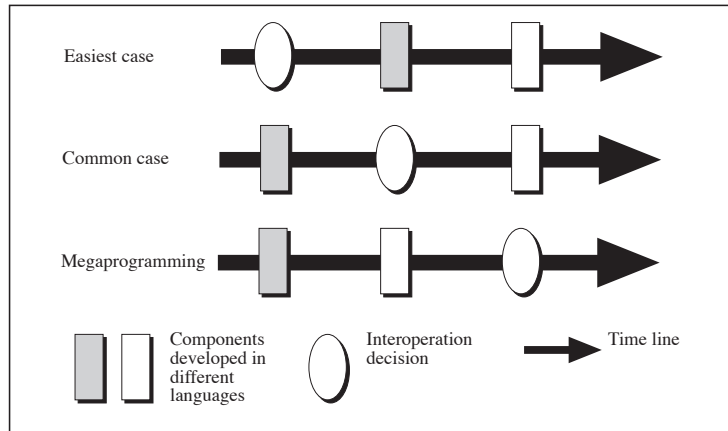 Easiest case
Common case
Megaprogramming
Components
developed in
different
languages
Interoperation
decision
Time line